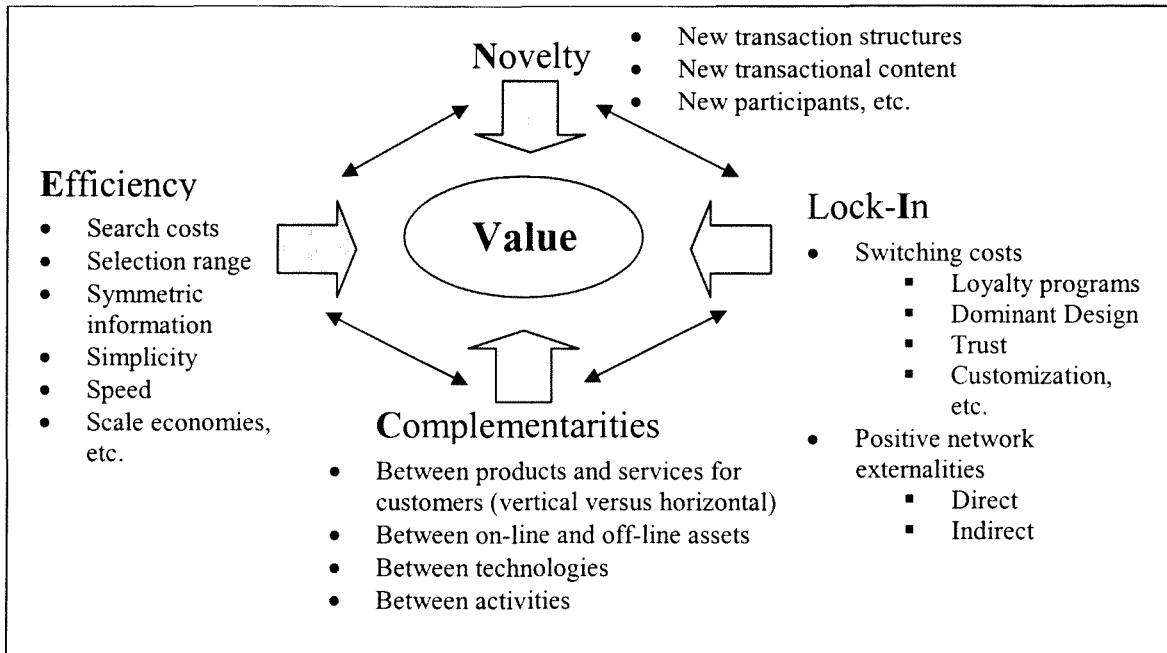 Novelty
• New transaction structures
• New transactional content
• New participants, etc.
Efficiency
• Search costs
• Selection range
• Symmetric
information
• Simplicity
• Speed
• Scale economies,
etc.
Value
Lock-In
• Switching costs
▪ Loyalty programs
▪ Dominant Design
▪ Trust
▪ Customization,
etc.
• Positive network
externalities
▪ Direct
▪ Indirect
Complementarities
• Between products and services for
customers (vertical versus horizontal)
• Between on-line and off-line assets
• Between technologies
• Between activities